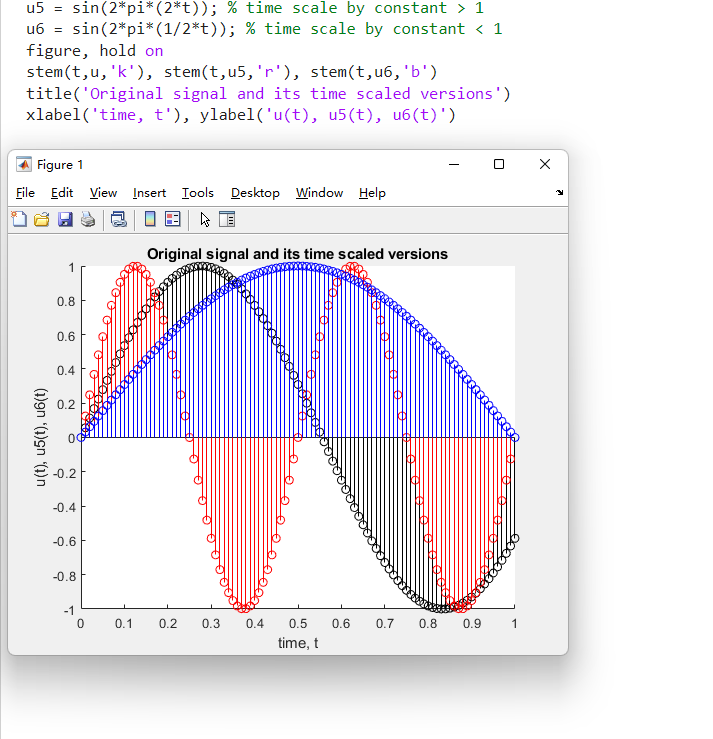 u5 = sin(2*pi*(2*t)); % time scale by constant > 1
u6 = sin(2*pi*(1/2*t)); % time scale by constant < 1
figure, hold on
stem(t,u,'k'), stem(t,u5,'r'), stem(t,u6,'b')
title('Original signal and its time scaled versions')
xlabel('time, t'), ylabel('u(t), u5(t), u6(t)')
Figure 1
File Edit View Insert Tools Desktop Window Help
Original signal and its time scaled versions
1
0.8
0.6
0.4
0.2
0
-0.2
-0.4
-0.6
-0.8
-1
u(t), u5(t), u6(t)
0 0.1 0.2 0.3 0.4 0.5 0.6 0.7 0.8 0.9 1
time, t